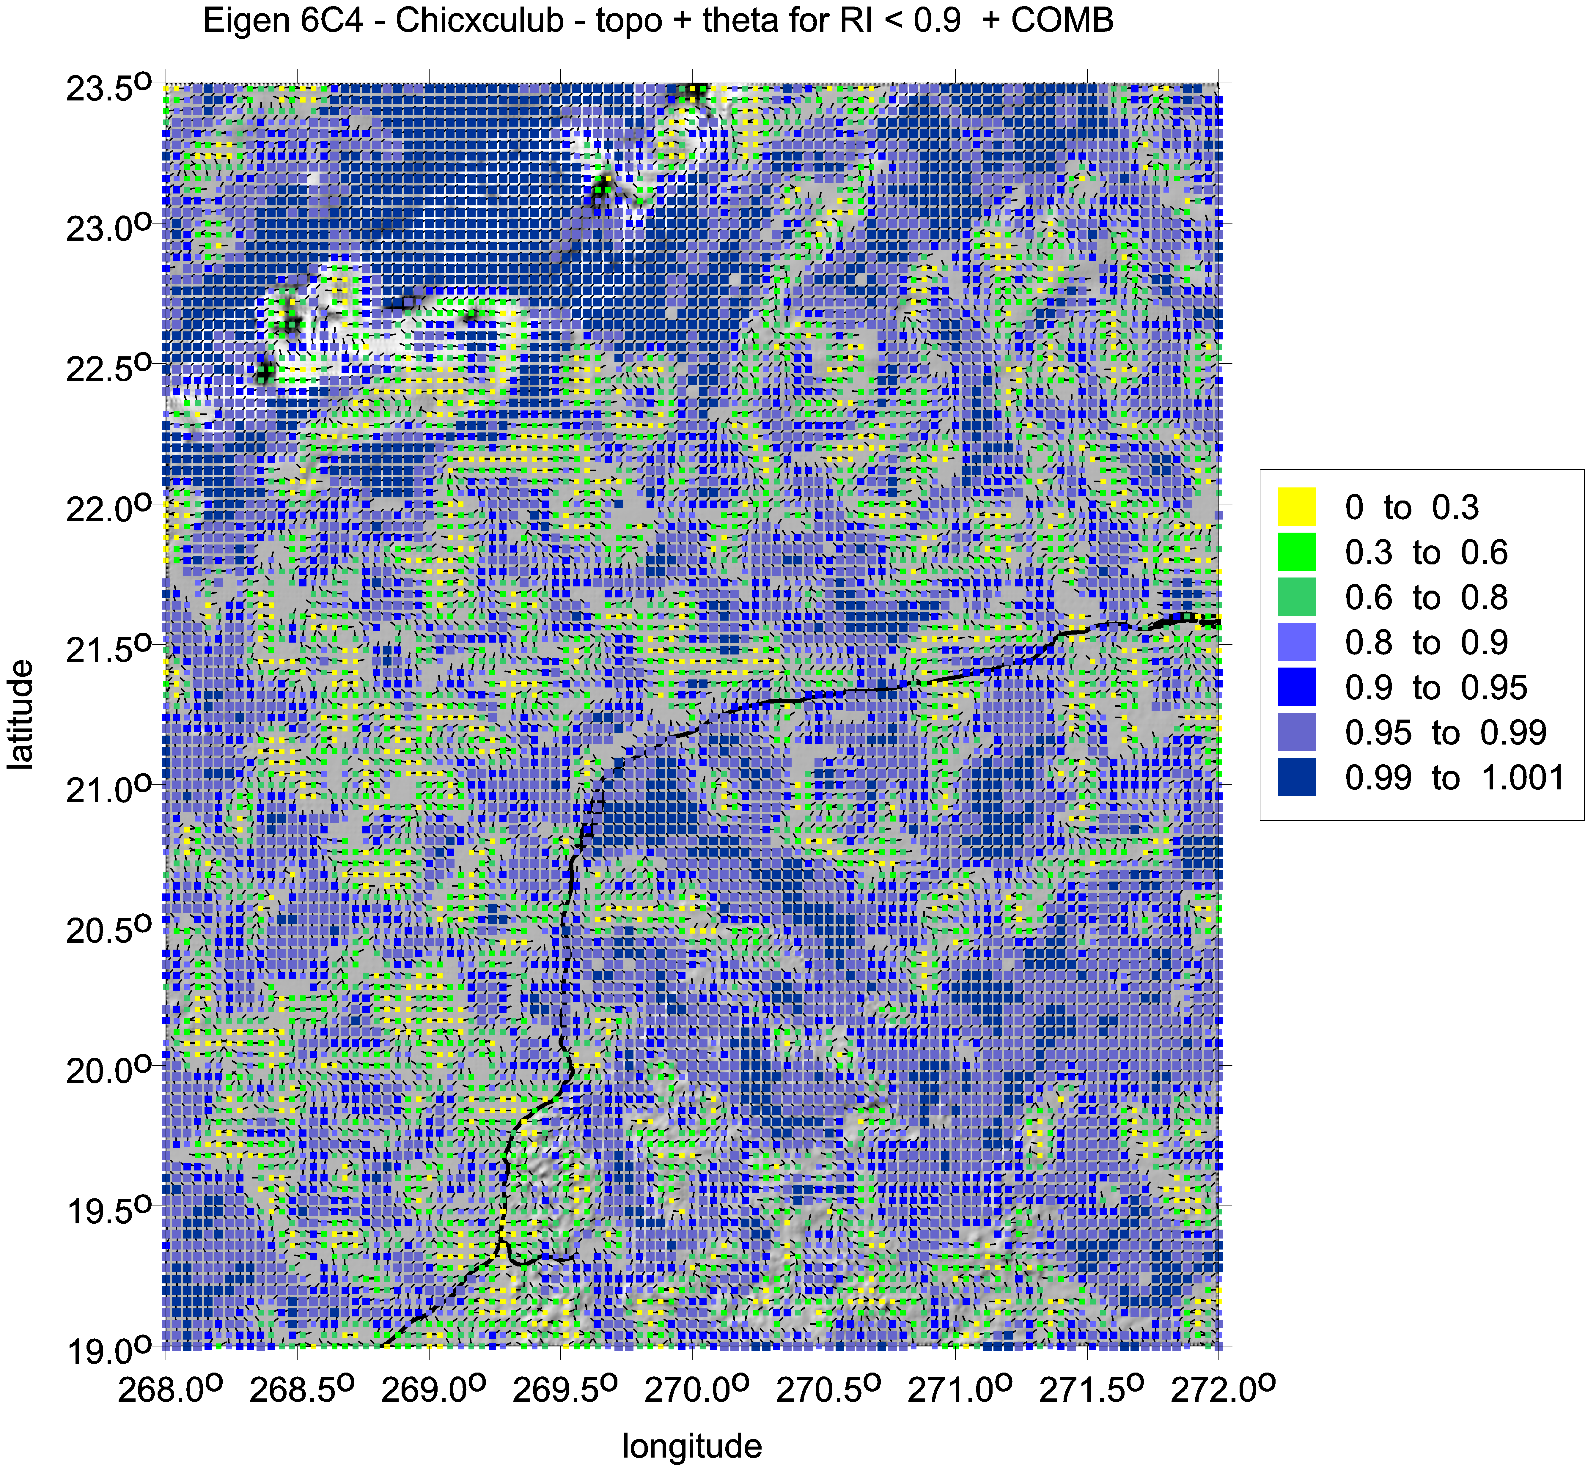 Eigen 6C4 - Chicxculub - topo + theta for RI < 0.9 + COMB
23.5º
23.0º
22.5º
22.0º
21.5º
21.0º
20.5º
20.0º
19.5º
19.0º
latitude
268.0º 268.5º 269.0º 269.5º 270.0º 270.5º 271.0º 271.5º 272.0º
longitude
0 to 0.3
0.3 to 0.6
0.6 to 0.8
0.8 to 0.9
0.9 to 0.95
0.95 to 0.99
0.99 to 1.001